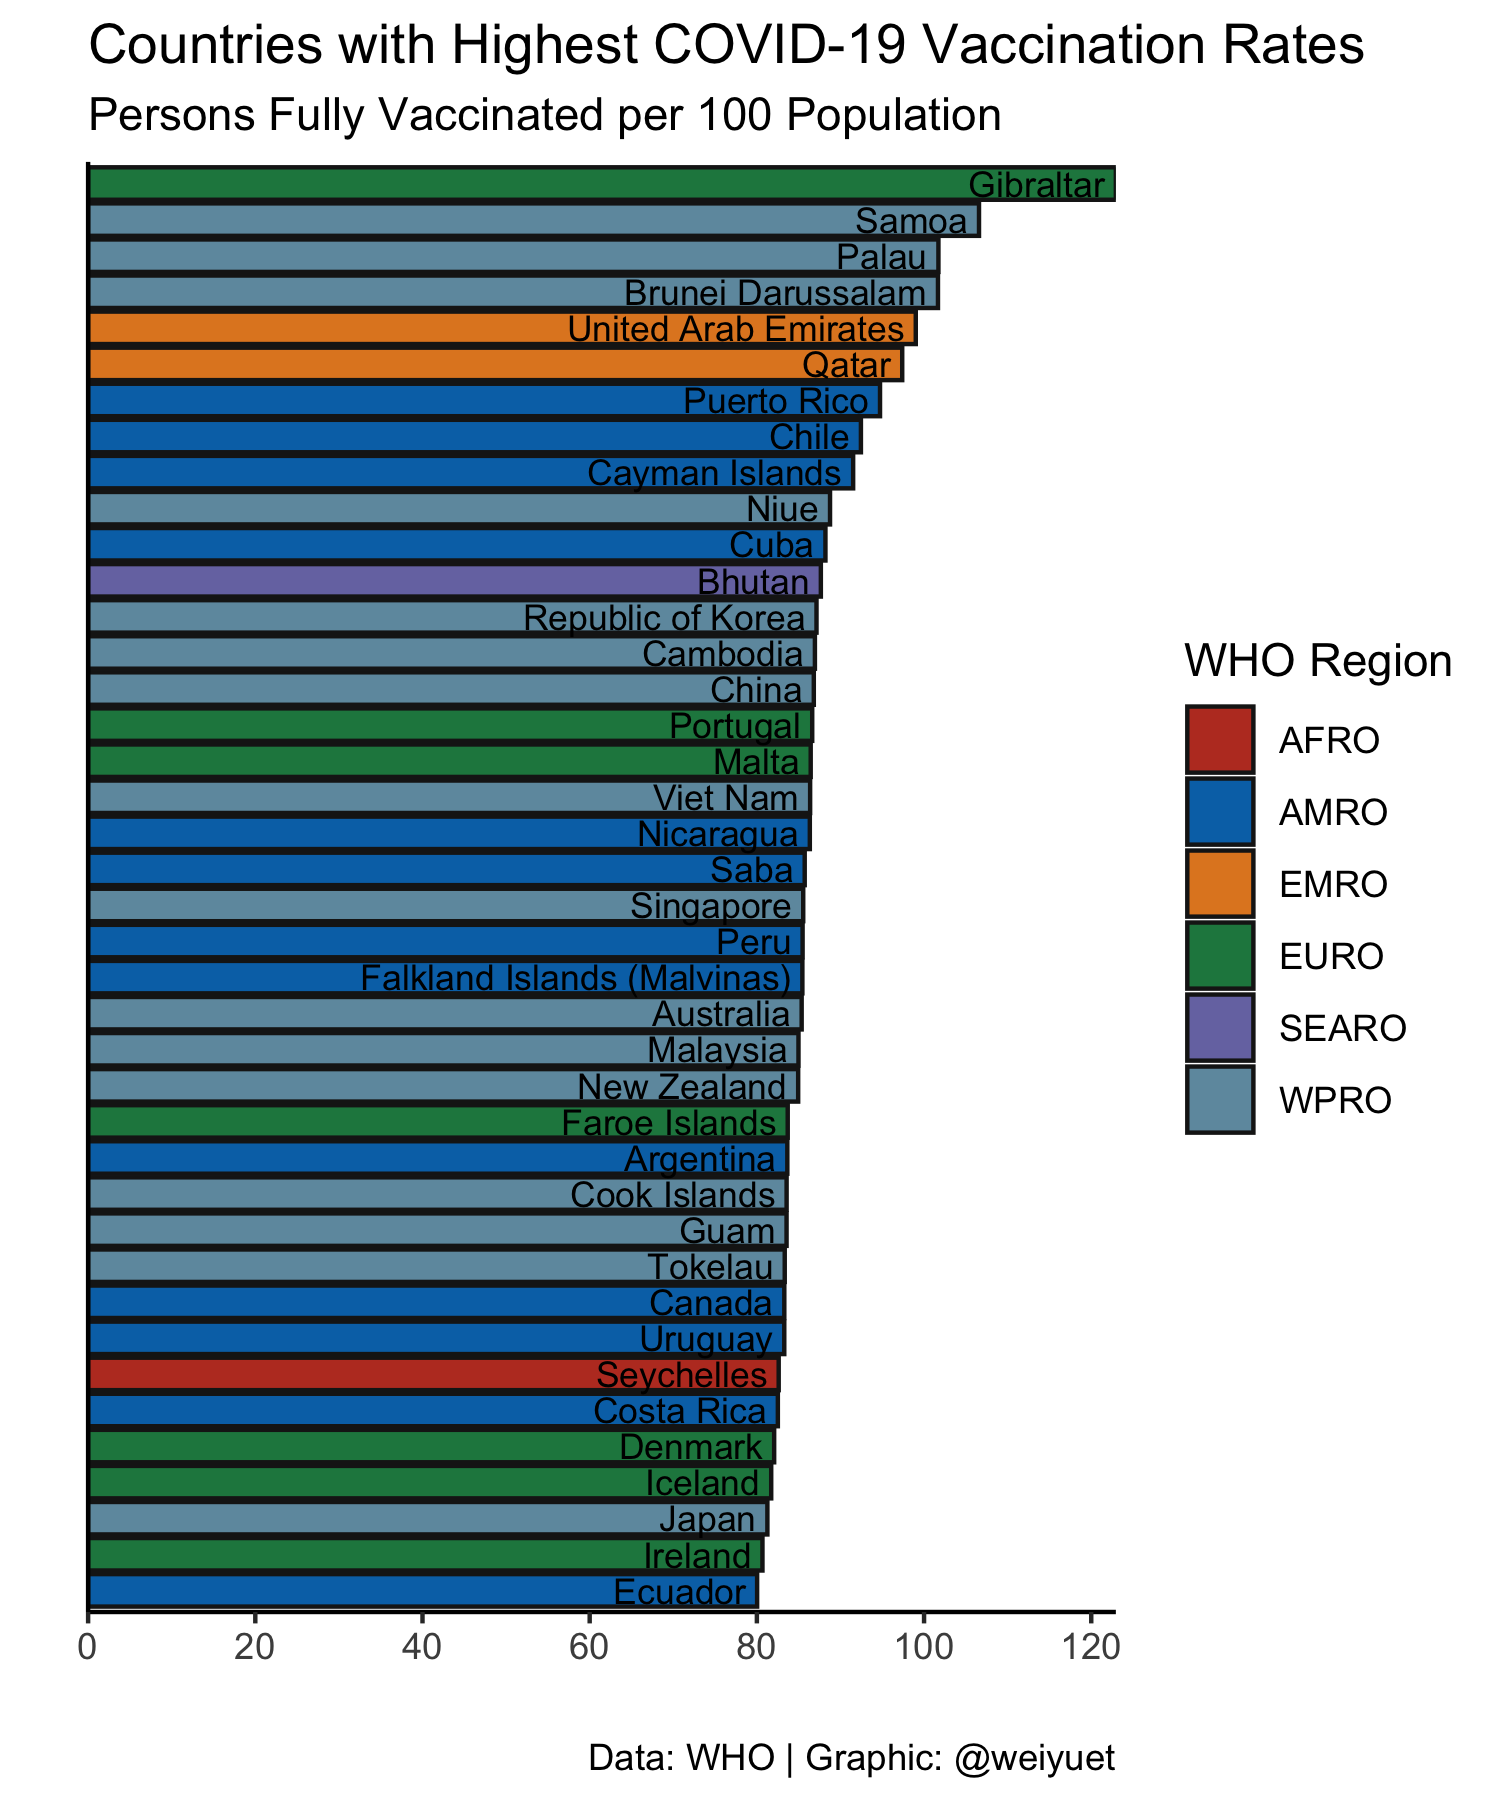 Countries with Highest COVID-19 Vaccination Rates
Persons Fully Vaccinated per 100 Population
Gibraltar
Samoa
Palau
Brunei Darussalam
United Arab Emirates
Qatar
Puerto Rico
Chile
Cayman Islands
Niue
Cuba
Bhutan
Republic of Korea
Cambodia
China
Portugal
Malta
Viet Nam
Nicaragua
Saba
Singapore
Peru
Falkland Islands (Malvinas)
Australia
Malaysia
New Zealand
Faroe Islands
Argentina
Cook Islands
Guam
Tokelau
Canada
Uruguay
Seychelles
Costa Rica
Denmark
Iceland
Japan
Ireland
Ecuador
0 20 40 60 80 100 120
WHO Region
AFRO
AMRO
EMRO
EURO
SEARO
WPRO
Data: WHO | Graphic: @weiyuet